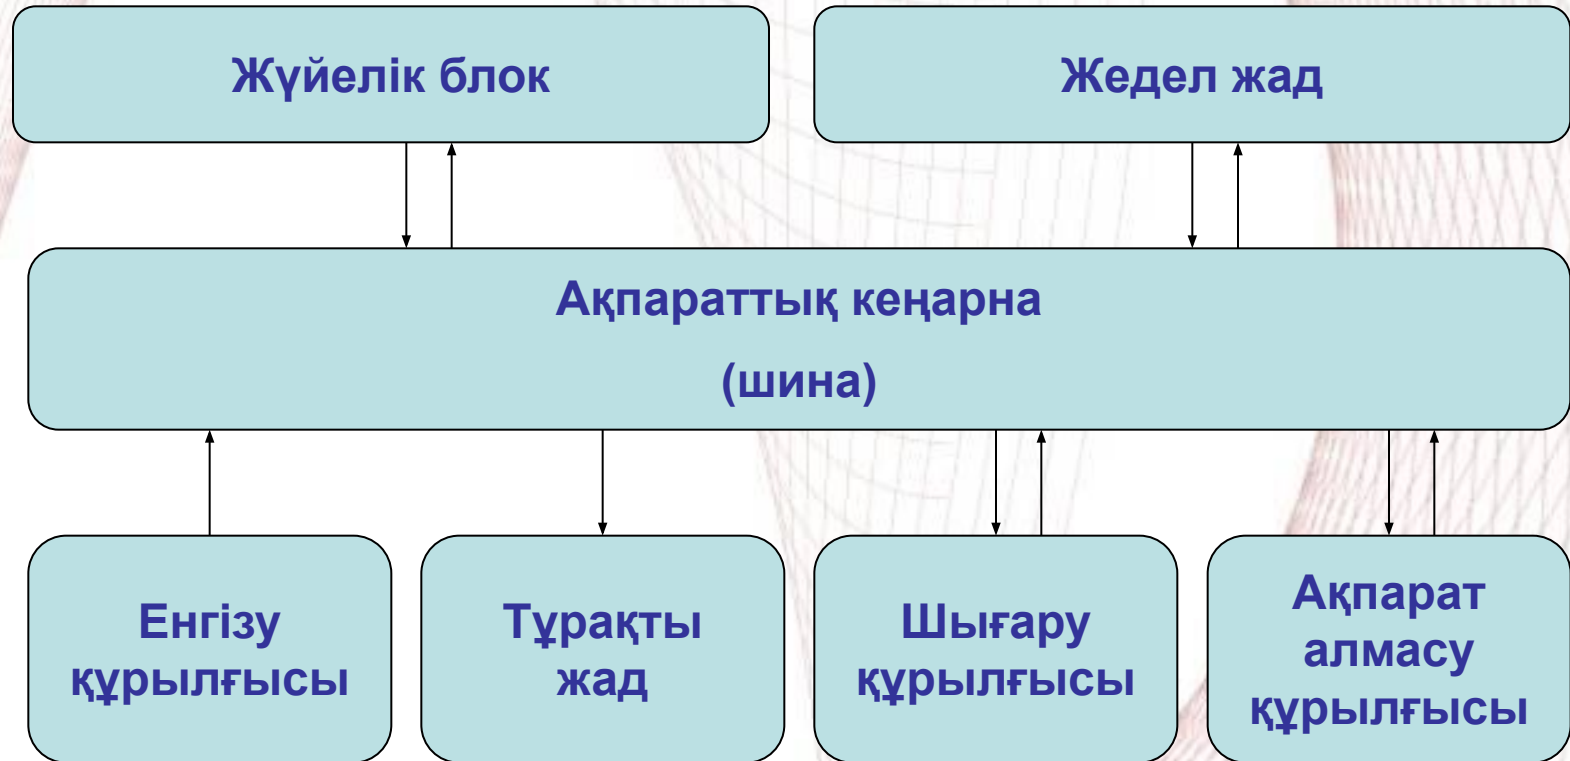 Жүйелік блок
Жедел жад
Ақпараттық кеңарна
(шина)
Енгізу
құрылғысы
Тұрақты
жад
Шығару
құрылғысы
Ақпарат
алмасу
құрылғысы